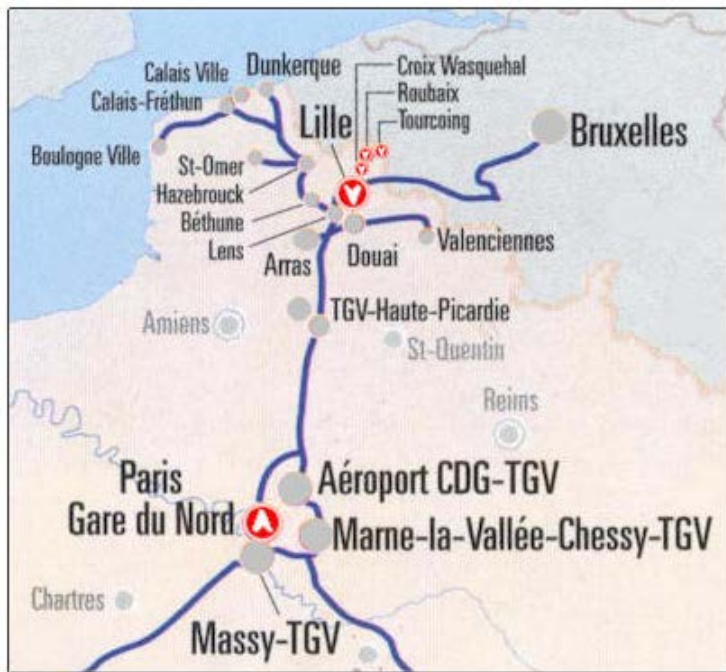 Calais Ville
Dunkerque
Croix Wasquehal
Calais-Fréthun
Roubaix
Lille
Tourcoing
Bruxelles
Boulogne Ville
St-Omer
Hazebrouck
Béthune
Lens
Valenciennes
Arras
Douai
TGV-Haute-Picardie
Amiens
St-Quentin
Reims
Paris
Gare du Nord
Aéroport CDG-TGV
Marne-la-Vallée-Chessy-TGV
Chartres
Massy-TGV